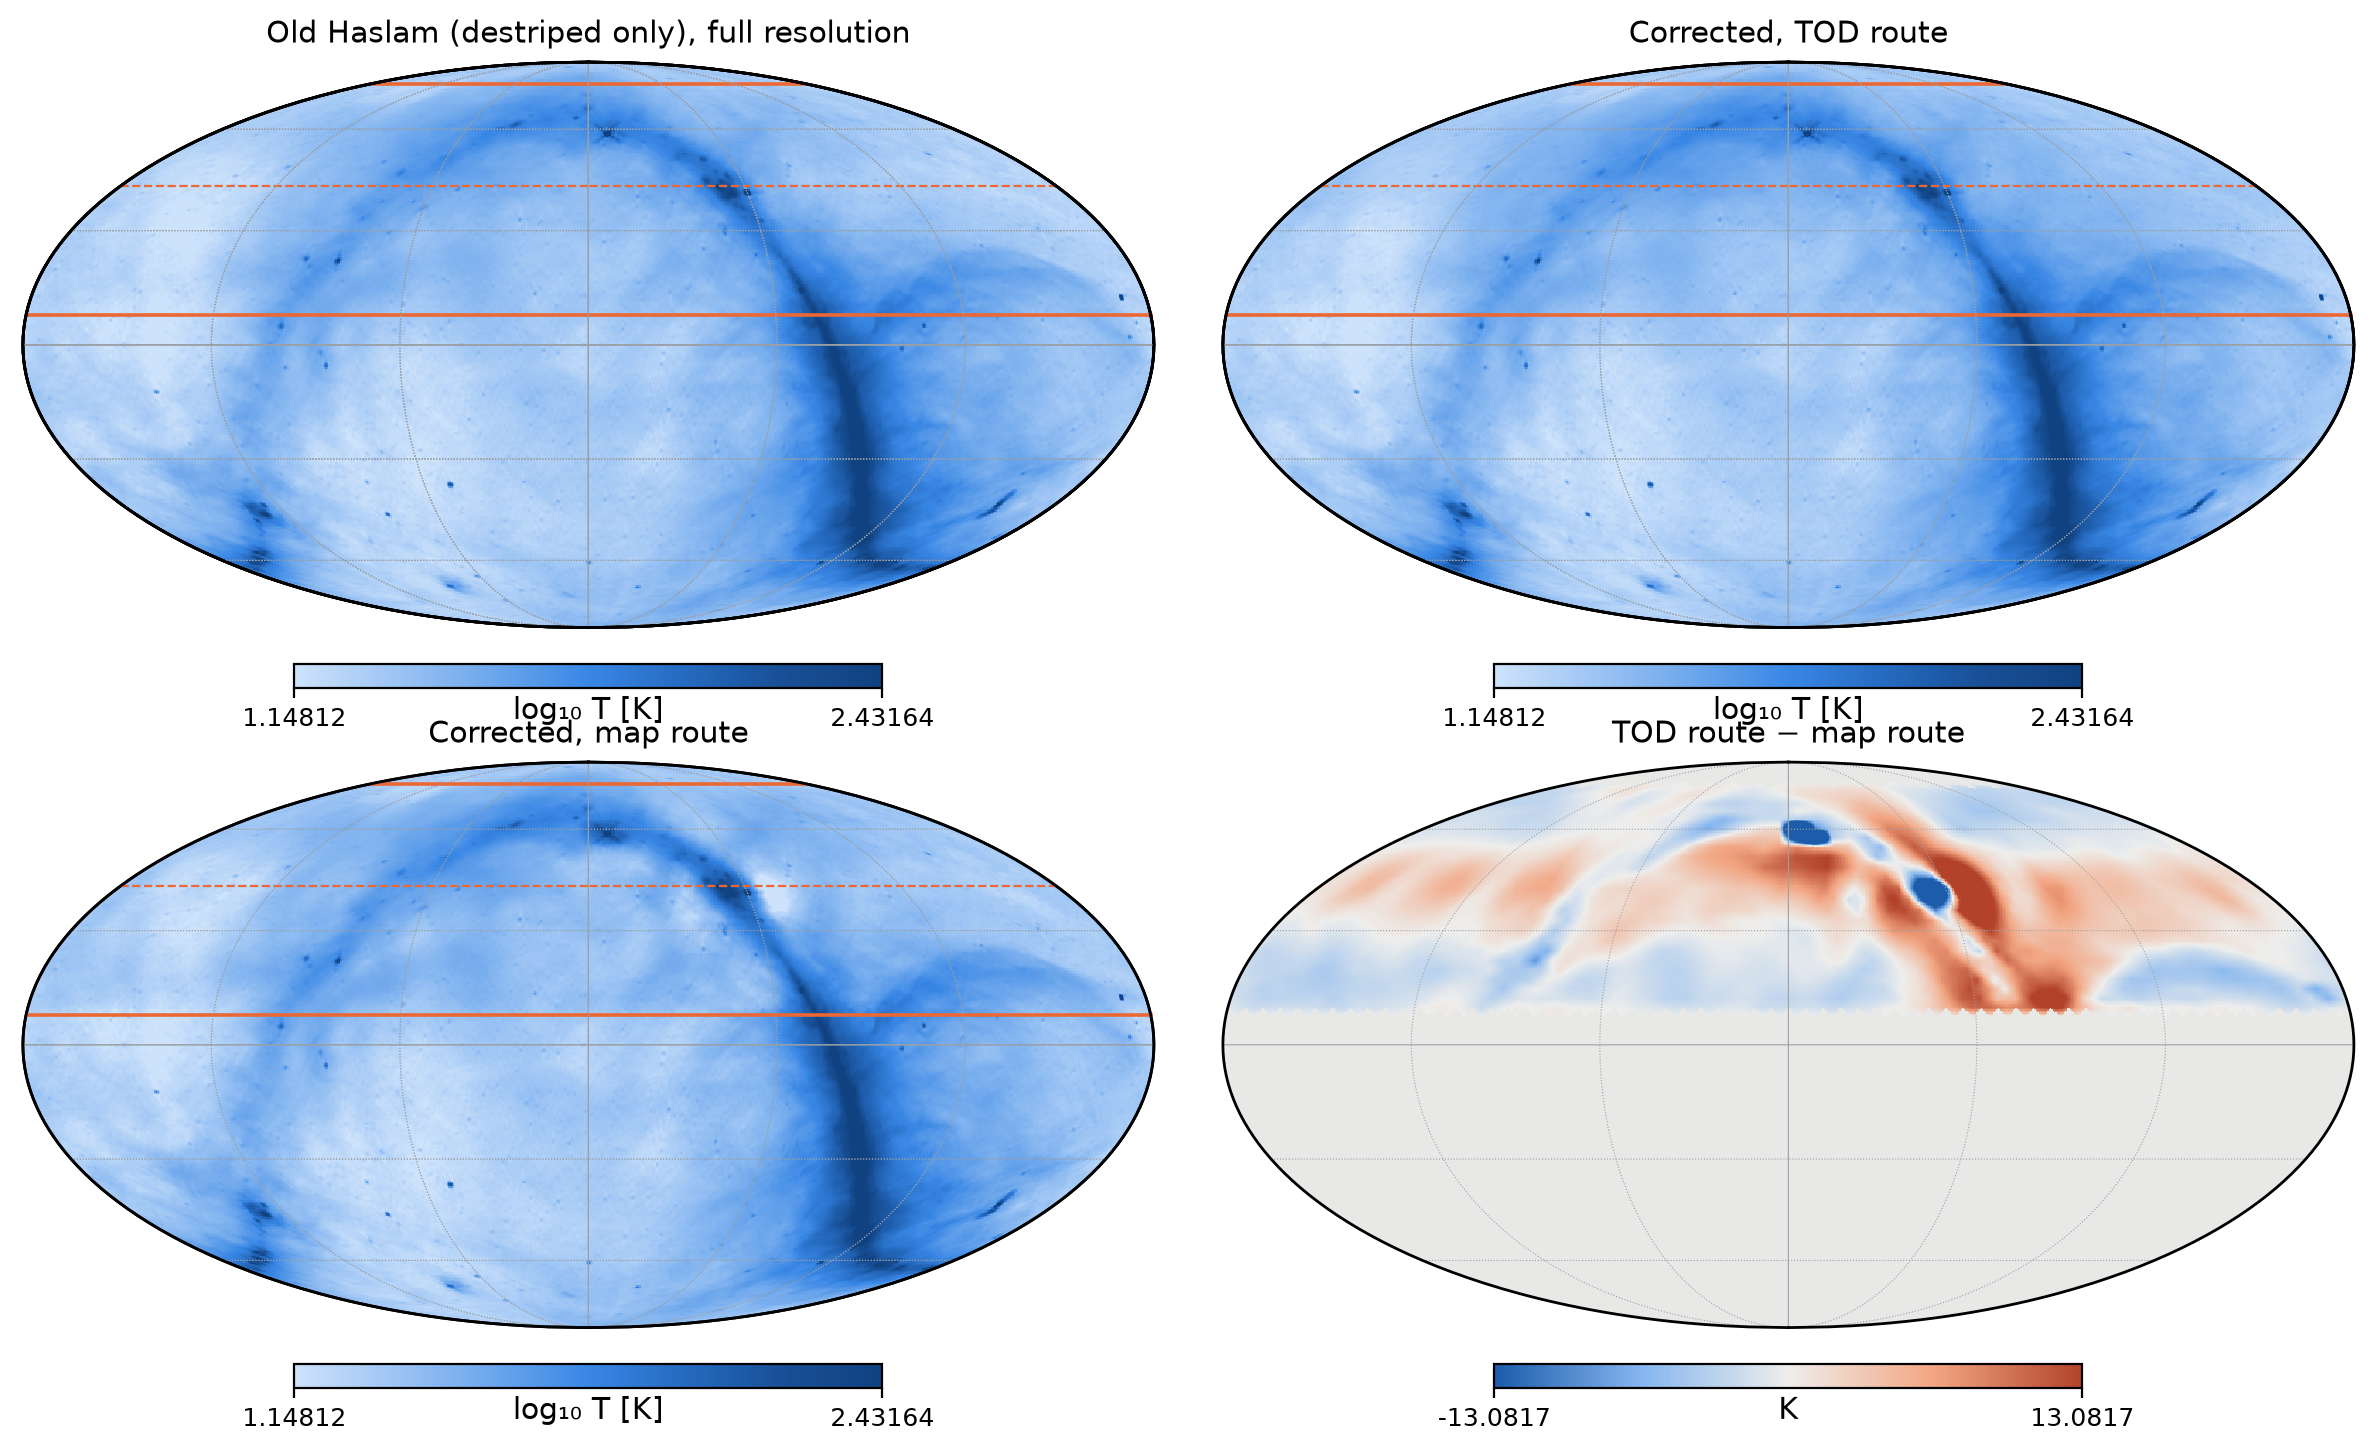 Old Haslam (destriped only), full resolution
Corrected, TOD route
log₁₀ T [K]
1.14812
2.43164
log₁₀ T [K]
1.14812
2.43164
Corrected, map route
TOD route − map route
log₁₀ T [K]
1.14812
2.43164
K
-13.0817
13.0817